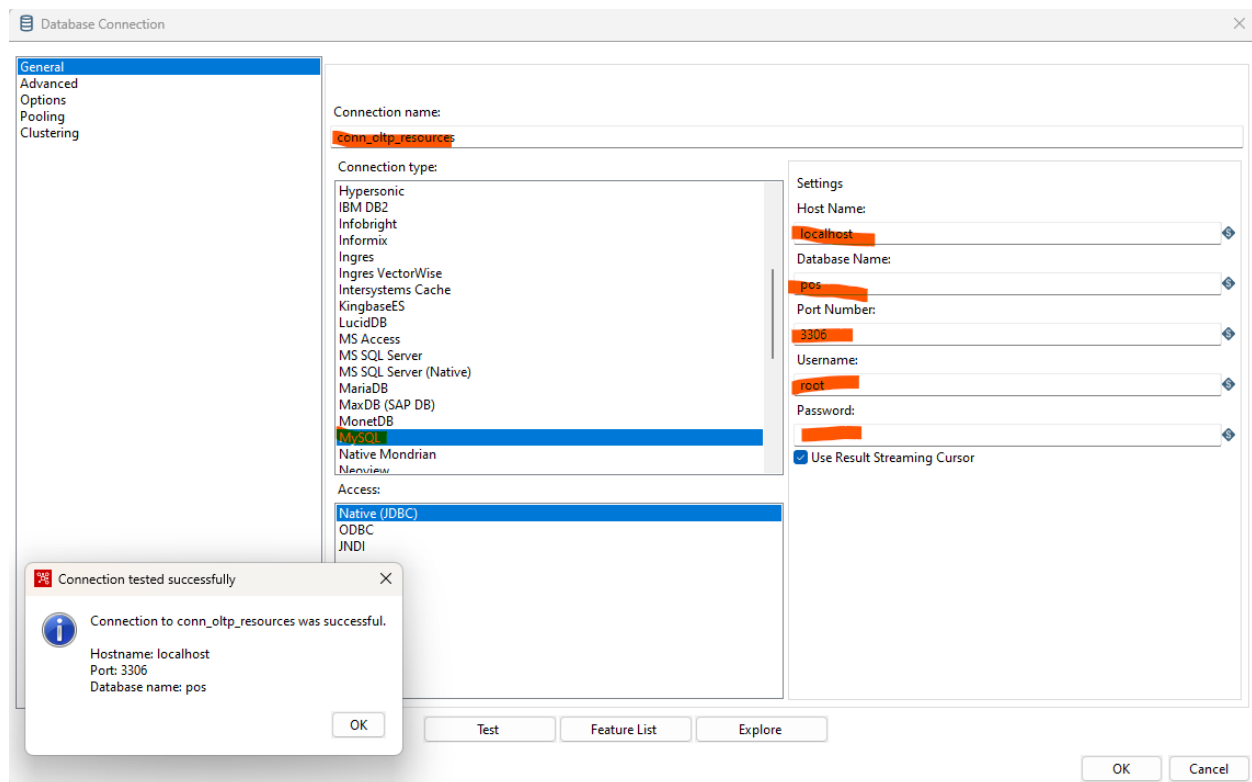 Database Connection
General
Advanced
Options
Pooling
Clustering
Connection name:
conn_oltp_resources
Connection type:
Hypersonic
IBM DB2
Infobright
Informix
Ingres
Ingres VectorWise
Intersystems Cache
KingbaseES
LucidDB
MS Access
MS SQL Server
MS SQL Server (Native)
MariaDB
MaxDB (SAP DB)
MonetDB
MySQL
Native Mondrian
Neoview
Access:
Native (JDBC)
ODBC
JNDI
Settings
Host Name:
localhost
Database Name:
pos
Port Number:
3306
Username:
root
Password:
Use Result Streaming Cursor
Connection tested successfully
Connection to conn_oltp_resources was successful.
Hostname: localhost
Port: 3306
Database name: pos
OK
Test
Feature List
Explore
OK
Cancel